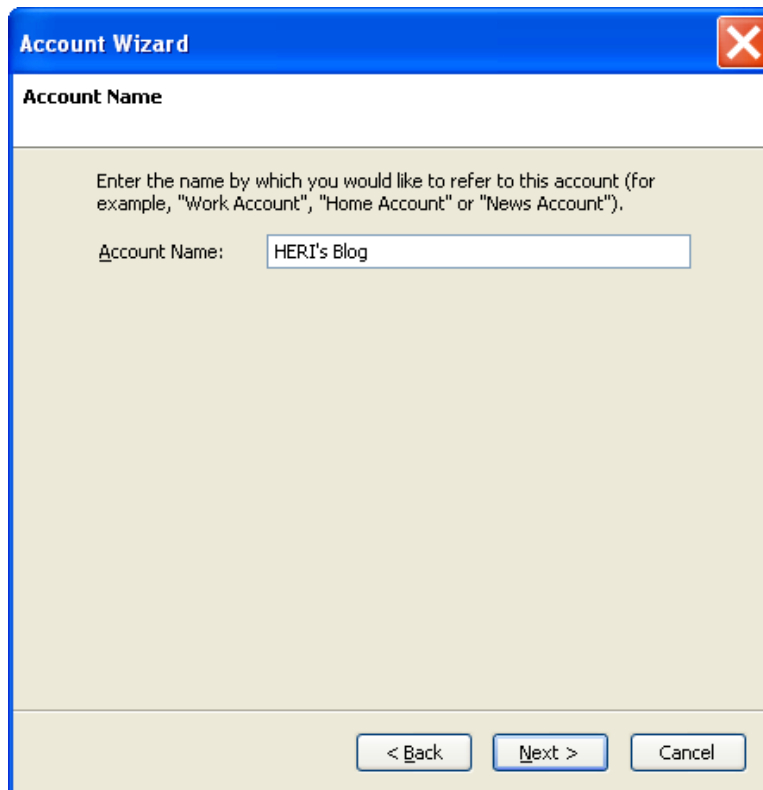 Account Wizard
Account Name
Enter the name by which you would like to refer to this account (for
example, "Work Account", "Home Account" or "News Account").
Account Name: HERI's Blog
< Back Next > Cancel